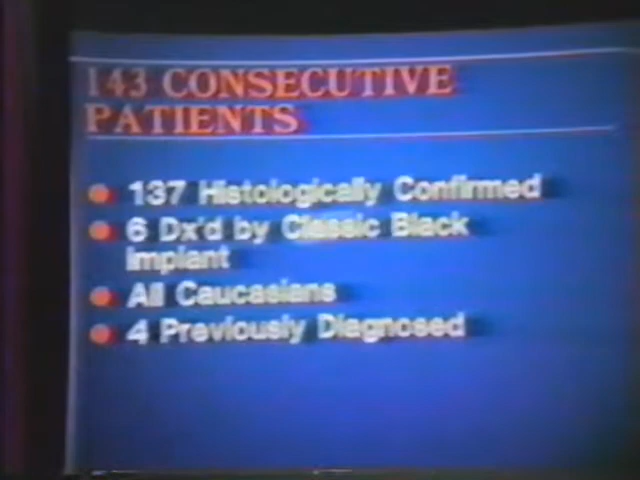 143 CONSECUTIVE
PATIENTS
137 Histologically Confirmed
6 Dx'd by Classic Black
Implant
All Caucasians
4 Previously Diagnosed